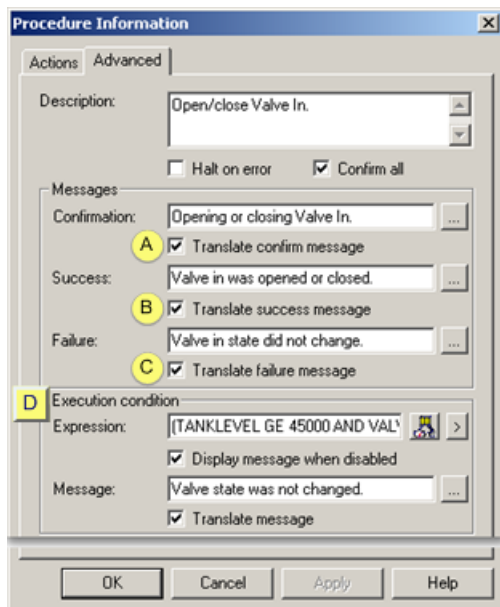 Procedure Information
Actions Advanced
Description: Open/close Valve In.
Halt on error Confirm all
Messages
Confirmation: Opening or closing Valve In. ...
A Translate confirm message
Success: Valve in was opened or closed. ...
B Translate success message
Failure: Valve in state did not change. ...
C Translate failure message
D Execution condition
Expression: (TANKLEVEL GE 45000 AND VAL >
Display message when disabled
Message: Valve state was not changed. ...
Translate message
OK Cancel Apply Help